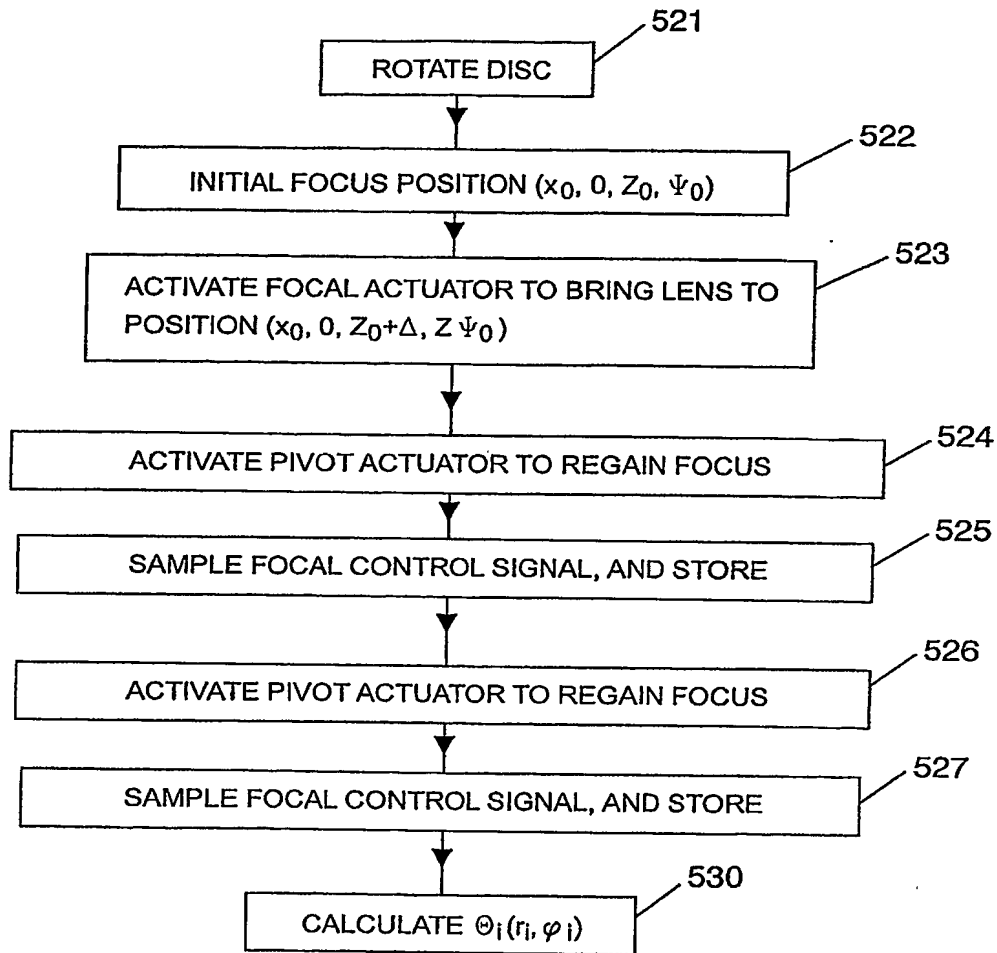 521
ROTATE DISC
522
INITIAL FOCUS POSITION (x₀, 0, Z₀, Ψ₀)
523
ACTIVATE FOCAL ACTUATOR TO BRING LENS TO
POSITION (x₀, 0, Z₀+Δ, Z Ψ₀)
524
ACTIVATE PIVOT ACTUATOR TO REGAIN FOCUS
525
SAMPLE FOCAL CONTROL SIGNAL, AND STORE
526
ACTIVATE PIVOT ACTUATOR TO REGAIN FOCUS
527
SAMPLE FOCAL CONTROL SIGNAL, AND STORE
530
CALCULATE Θᵢ(rᵢ, φᵢ)